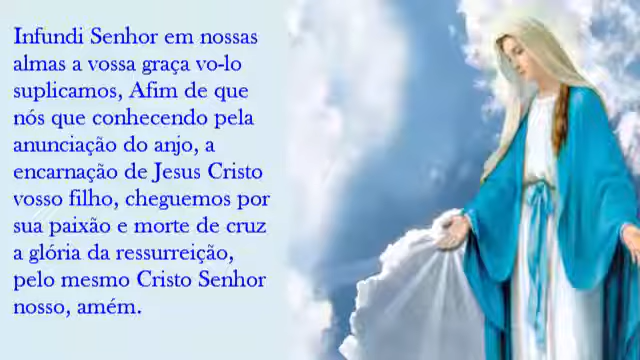 Infundi Senhor em nossas
almas a vossa graça vo-lo
suplicamos, Afim de que
nós que conhecendo pela
anunciação do anjo, a
encarnação de Jesus Cristo
vosso filho, cheguemos por
sua paixão e morte de cruz
a glória da ressurreição,
pelo mesmo Cristo Senhor
nosso, amém.